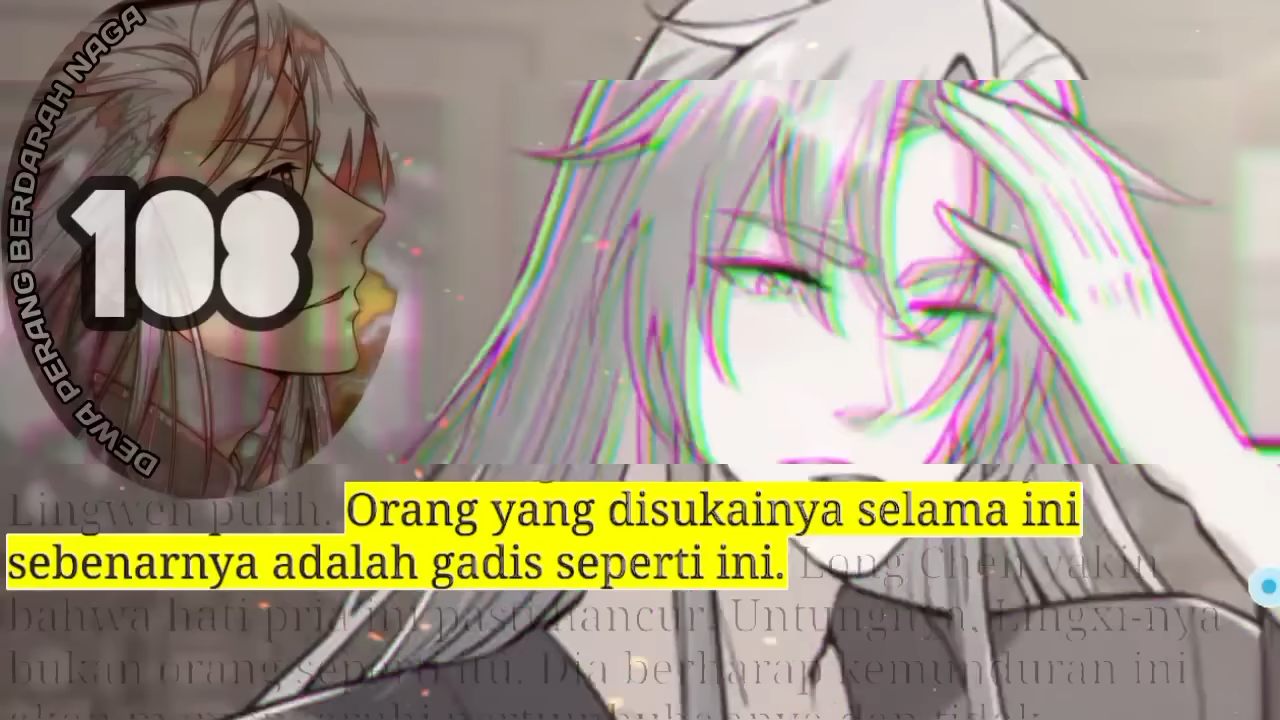 DEWA PERANG BERDARAH NAGA
108
Lingwen pulih. Orang yang disukainya selama ini
sebenarnya adalah gadis seperti ini. Long Chen yakin
bahwa hati pria ini pasti hancur. Untungnya, Lingxi-nya
bukan orang seperti itu. Dia berharap kemunduran ini